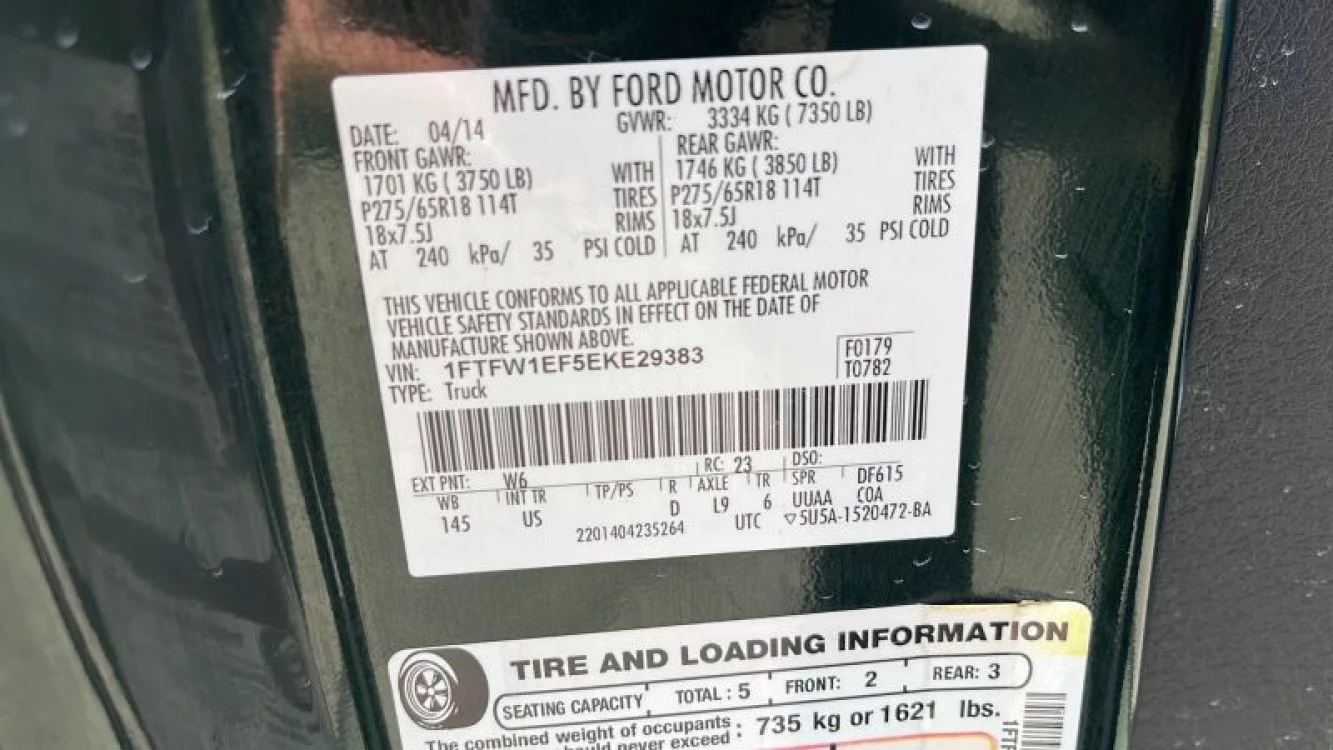 MFD. BY FORD MOTOR CO.
DATE: 04/14 GVWR: 3334 KG ( 7350 LB)
FRONT GAWR: REAR GAWR:
1701 KG ( 3750 LB) WITH 1746 KG ( 3850 LB) WITH
P275/65R18 114T TIRES P275/65R18 114T TIRES
18x7.5J RIMS 18x7.5J RIMS
AT 240 kPa/ 35 PSI COLD AT 240 kPa/ 35 PSI COLD
THIS VEHICLE CONFORMS TO ALL APPLICABLE FEDERAL MOTOR
VEHICLE SAFETY STANDARDS IN EFFECT ON THE DATE OF
MANUFACTURE SHOWN ABOVE.
VIN: 1FTFW1EF5EKE29383 F0179
TYPE: Truck T0782
EXT PNT: W6 RC: 23 DSO:
WB INT TR TP/PS R AXLE TR SPR DF615
145 US D L9 6 UUAA COA
2201404235264 UTC ▽5U5A-1520472-BA
TIRE AND LOADING INFORMATION
SEATING CAPACITY TOTAL : 5 FRONT: 2 REAR: 3
The combined weight of occupants
should never exceed : 735 kg or 1621 lbs.
1FTF